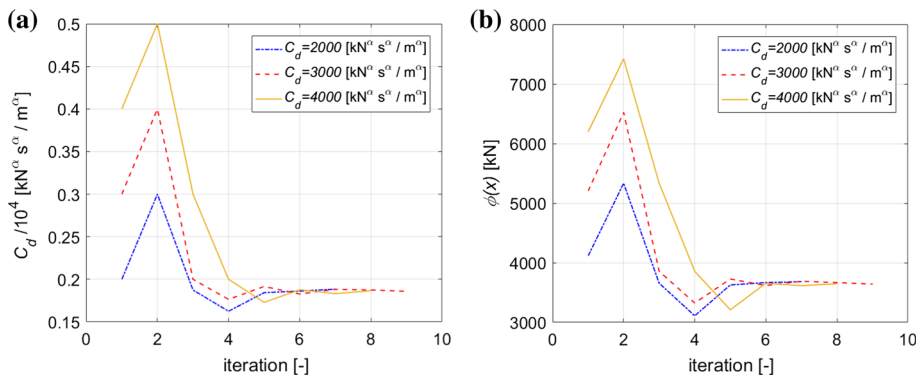 (a)
0.5
0.45
0.4
0.35
0.3
0.25
0.2
0.15
0 2 4 6 8 10
iteration [-]
C_d /10^4 [kN^α s^α / m^α]
C_d=2000 [kN^α s^α / m^α]
C_d=3000 [kN^α s^α / m^α]
C_d=4000 [kN^α s^α / m^α]
(b)
8000
7000
6000
5000
4000
3000
0 2 4 6 8 10
iteration [-]
ϕ(x) [kN]
C_d=2000 [kN^α s^α / m^α]
C_d=3000 [kN^α s^α / m^α]
C_d=4000 [kN^α s^α / m^α]